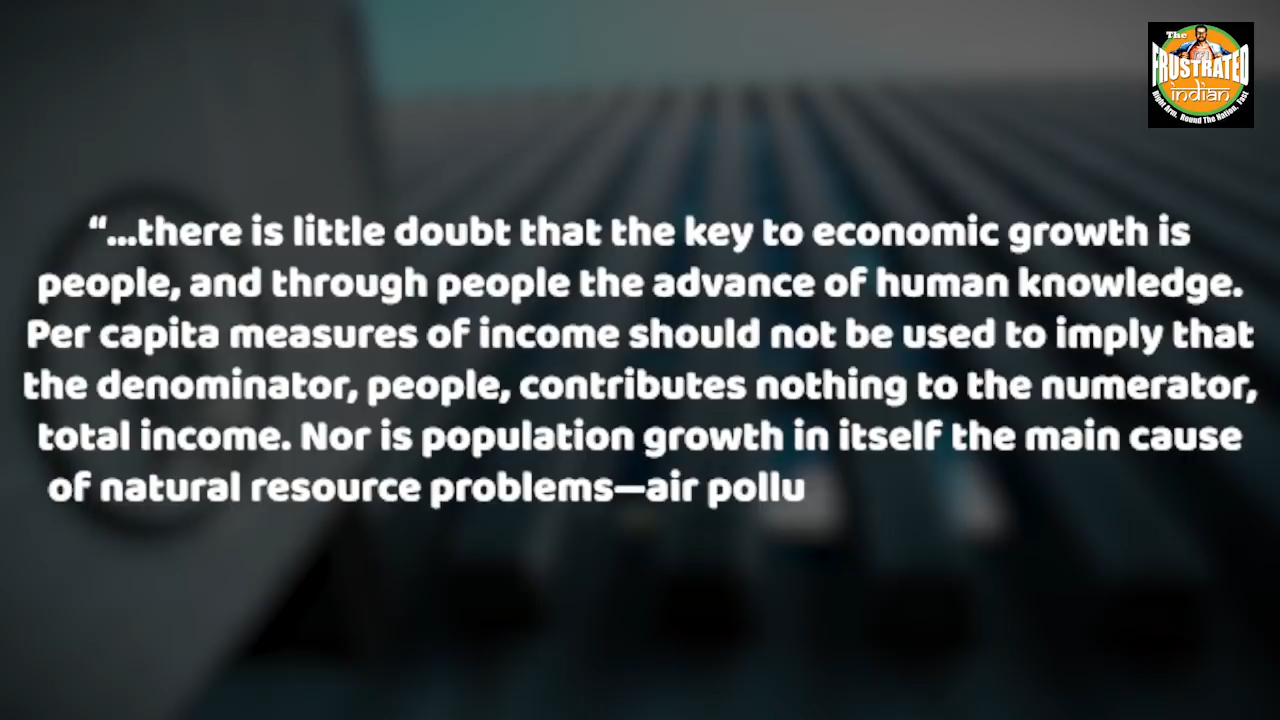 The
FRUSTRATED
indian
Right Arm, Round The Nation, Fast
“...there is little doubt that the key to economic growth is
people, and through people the advance of human knowledge.
Per capita measures of income should not be used to imply that
the denominator, people, contributes nothing to the numerator,
total income. Nor is population growth in itself the main cause
of natural resource problems—air pollu